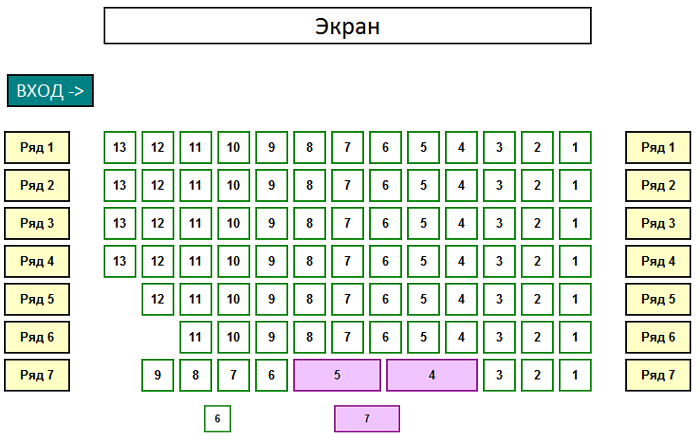 Экран
ВХОД ->
Ряд 1 13 12 11 10 9 8 7 6 5 4 3 2 1 Ряд 1
Ряд 2 13 12 11 10 9 8 7 6 5 4 3 2 1 Ряд 2
Ряд 3 13 12 11 10 9 8 7 6 5 4 3 2 1 Ряд 3
Ряд 4 13 12 11 10 9 8 7 6 5 4 3 2 1 Ряд 4
Ряд 5 12 11 10 9 8 7 6 5 4 3 2 1 Ряд 5
Ряд 6 11 10 9 8 7 6 5 4 3 2 1 Ряд 6
Ряд 7 9 8 7 6 5 4 3 2 1 Ряд 7
6 7